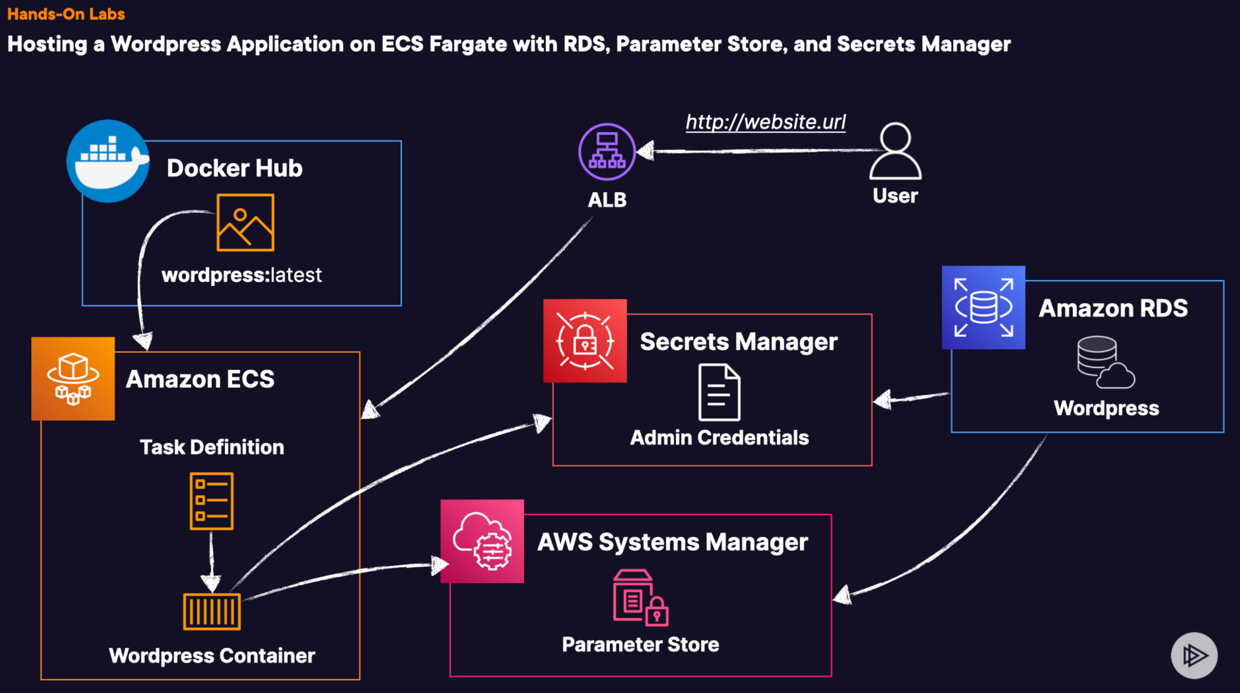 Hands-On Labs
Hosting a Wordpress Application on ECS Fargate with RDS, Parameter Store, and Secrets Manager
http://website.url
Docker Hub
wordpress:latest
ALB
User
Amazon ECS
Task Definition
Wordpress Container
Secrets Manager
Admin Credentials
Amazon RDS
Wordpress
AWS Systems Manager
Parameter Store